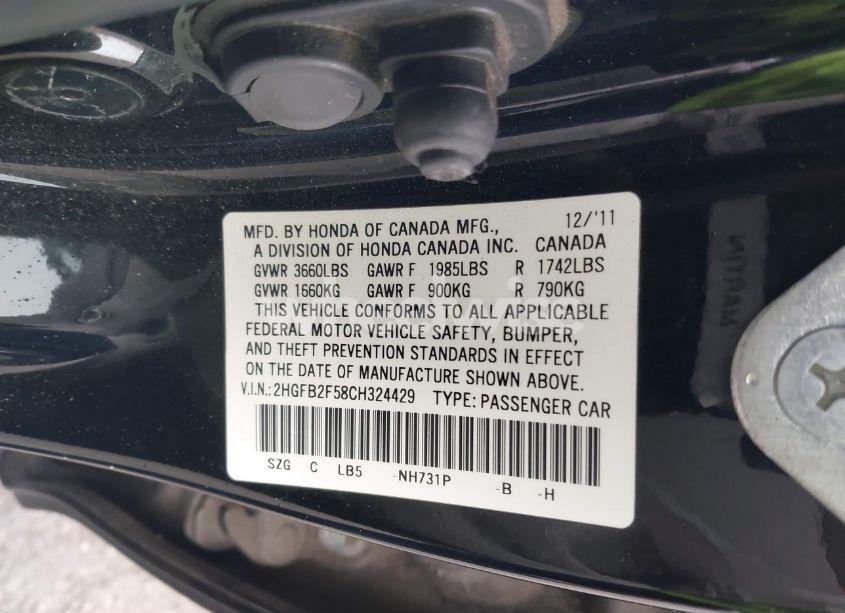 MFD. BY HONDA OF CANADA MFG., 12/'11
A DIVISION OF HONDA CANADA INC. CANADA
GVWR 3660LBS GAWR F 1985LBS R 1742LBS
GVWR 1660KG GAWR F 900KG R 790KG
THIS VEHICLE CONFORMS TO ALL APPLICABLE
FEDERAL MOTOR VEHICLE SAFETY, BUMPER,
AND THEFT PREVENTION STANDARDS IN EFFECT
ON THE DATE OF MANUFACTURE SHOWN ABOVE.
V.I.N.:2HGFB2F58CH324429 TYPE:PASSENGER CAR
SZG C LB5 -NH731P -B -H